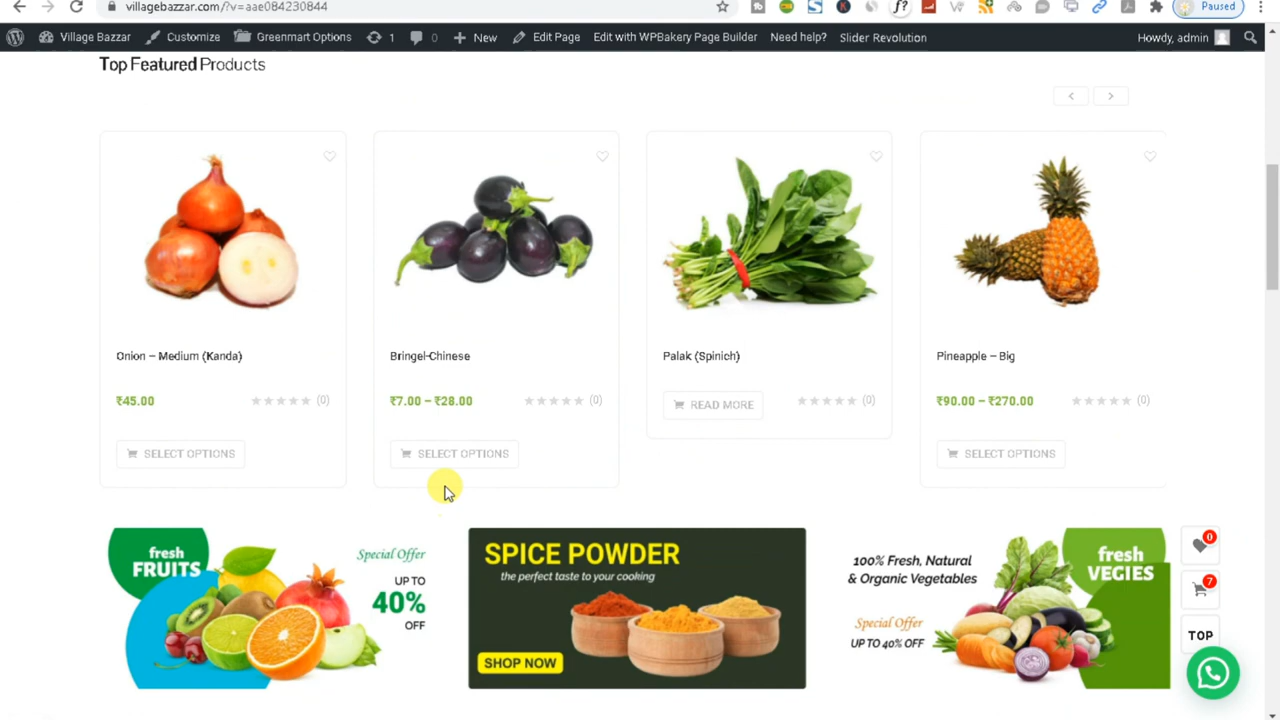 villagebazzar.com/?v=aae084230844
Paused
Village Bazzar Customize Greenmart Options 1 0 New Edit Page Edit with WPBakery Page Builder Need help? Slider Revolution Howdy, admin
Top Featured Products
Onion – Medium (Kanda)
₹45.00 (0)
SELECT OPTIONS
Bringel-Chinese
₹7.00 – ₹28.00 (0)
SELECT OPTIONS
Palak (Spinich)
READ MORE (0)
Pineapple – Big
₹90.00 – ₹270.00 (0)
SELECT OPTIONS
fresh
FRUITS
Special Offer
UP TO
40%
OFF
SPICE POWDER
the perfect taste to your cooking
SHOP NOW
100% Fresh, Natural
& Organic Vegetables
Special Offer
UP TO 40% OFF
fresh
VEGIES
0
7
TOP